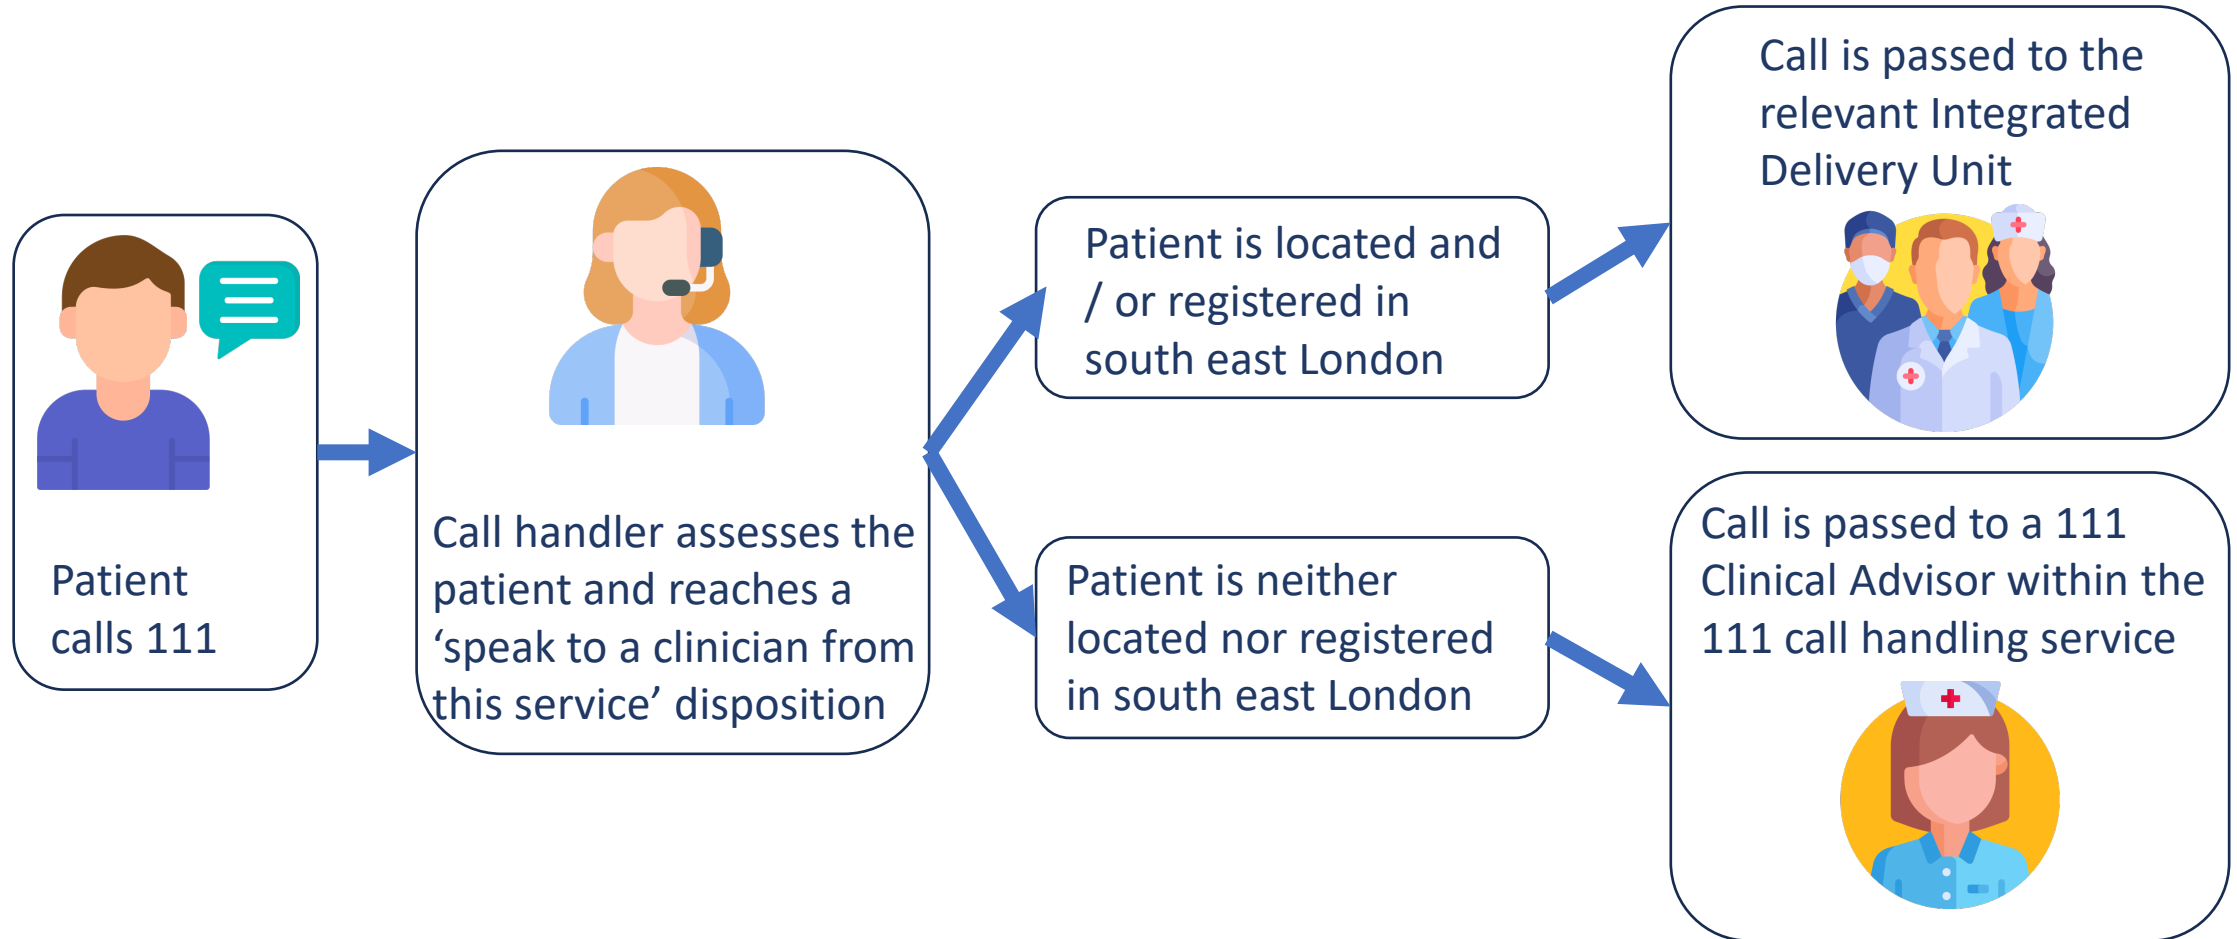 Patient
calls 111
Call handler assesses the
patient and reaches a
‘speak to a clinician from
this service’ disposition
Patient is located and
/ or registered in
south east London
Patient is neither
located nor registered
in south east London
Call is passed to the
relevant Integrated
Delivery Unit
Call is passed to a 111
Clinical Advisor within the
111 call handling service